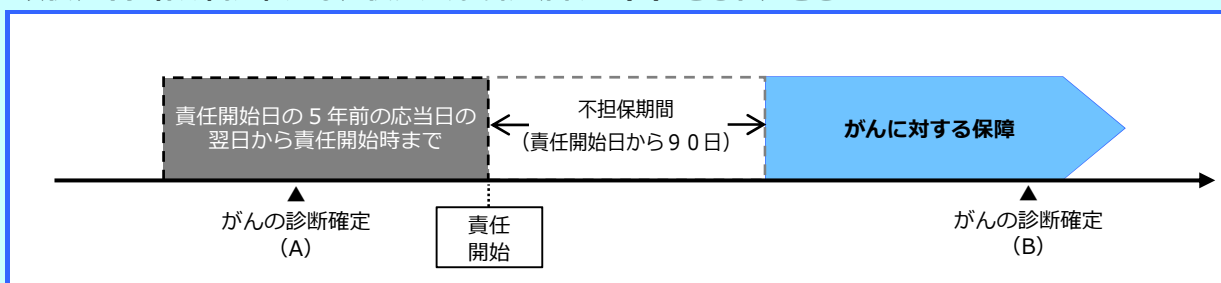 責任開始日の５年前の応当日の
翌日から責任開始時まで
不担保期間
（責任開始日から９０日）
がんに対する保障
▲
がんの診断確定
（A）
責任
開始
▲
がんの診断確定
（B）